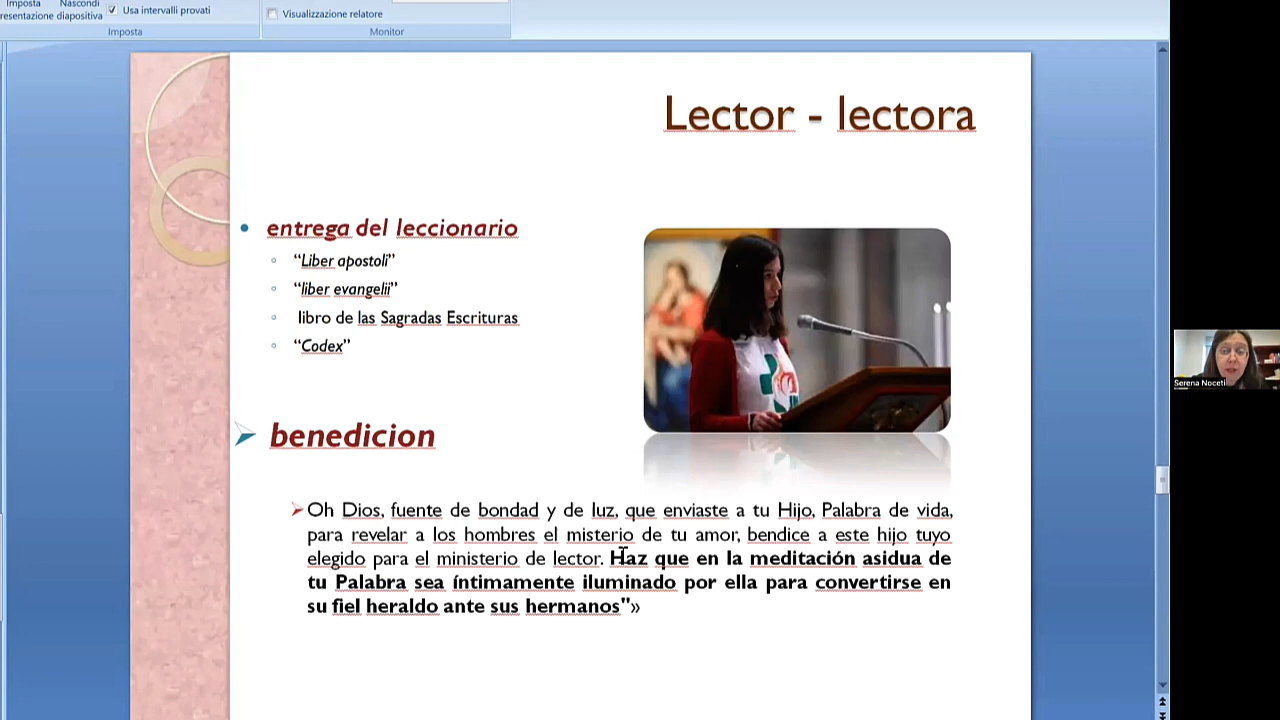 Imposta
resentazione
Nascondi
diapositiva
Usa intervalli provati
Imposta
Visualizzazione relatore
Monitor
Lector - lectora
entrega del leccionario
“Liber apostoli”
“liber evangelii”
libro de las Sagradas Escrituras
“Codex”
benedicion
Oh Dios, fuente de bondad y de luz, que enviaste a tu Hijo, Palabra de vida,
para revelar a los hombres el misterio de tu amor, bendice a este hijo tuyo
elegido para el ministerio de lector. Haz que en la meditación asidua de
tu Palabra sea íntimamente iluminado por ella para convertirse en
su fiel heraldo ante sus hermanos"»
Serena Noceti